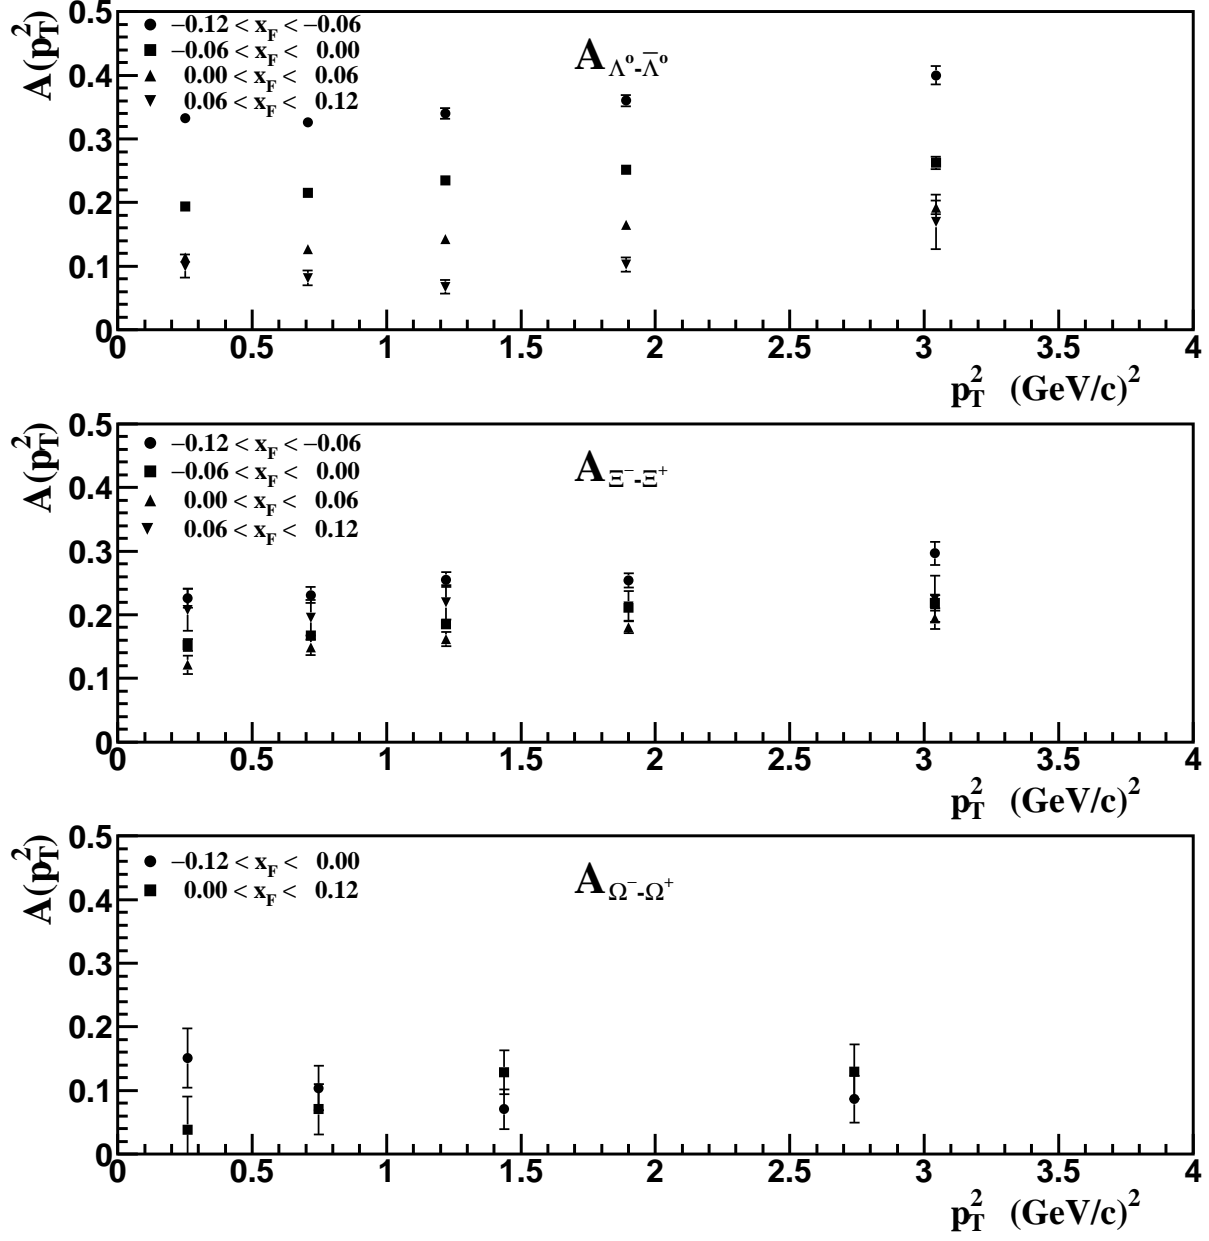 A(p_T^2)
0.5
0.4
0.3
0.2
0.1
0
−0.12 < x_F < −0.06
−0.06 < x_F < 0.00
0.00 < x_F < 0.06
0.06 < x_F < 0.12
A_Λ°-Λ̅°
0 0.5 1 1.5 2 2.5 3 3.5 4
p_T^2 (GeV/c)^2
A(p_T^2)
0.5
0.4
0.3
0.2
0.1
0
−0.12 < x_F < −0.06
−0.06 < x_F < 0.00
0.00 < x_F < 0.06
0.06 < x_F < 0.12
A_Ξ⁻-Ξ⁺
0 0.5 1 1.5 2 2.5 3 3.5 4
p_T^2 (GeV/c)^2
A(p_T^2)
0.5
0.4
0.3
0.2
0.1
0
−0.12 < x_F < 0.00
0.00 < x_F < 0.12
A_Ω⁻-Ω⁺
0 0.5 1 1.5 2 2.5 3 3.5 4
p_T^2 (GeV/c)^2